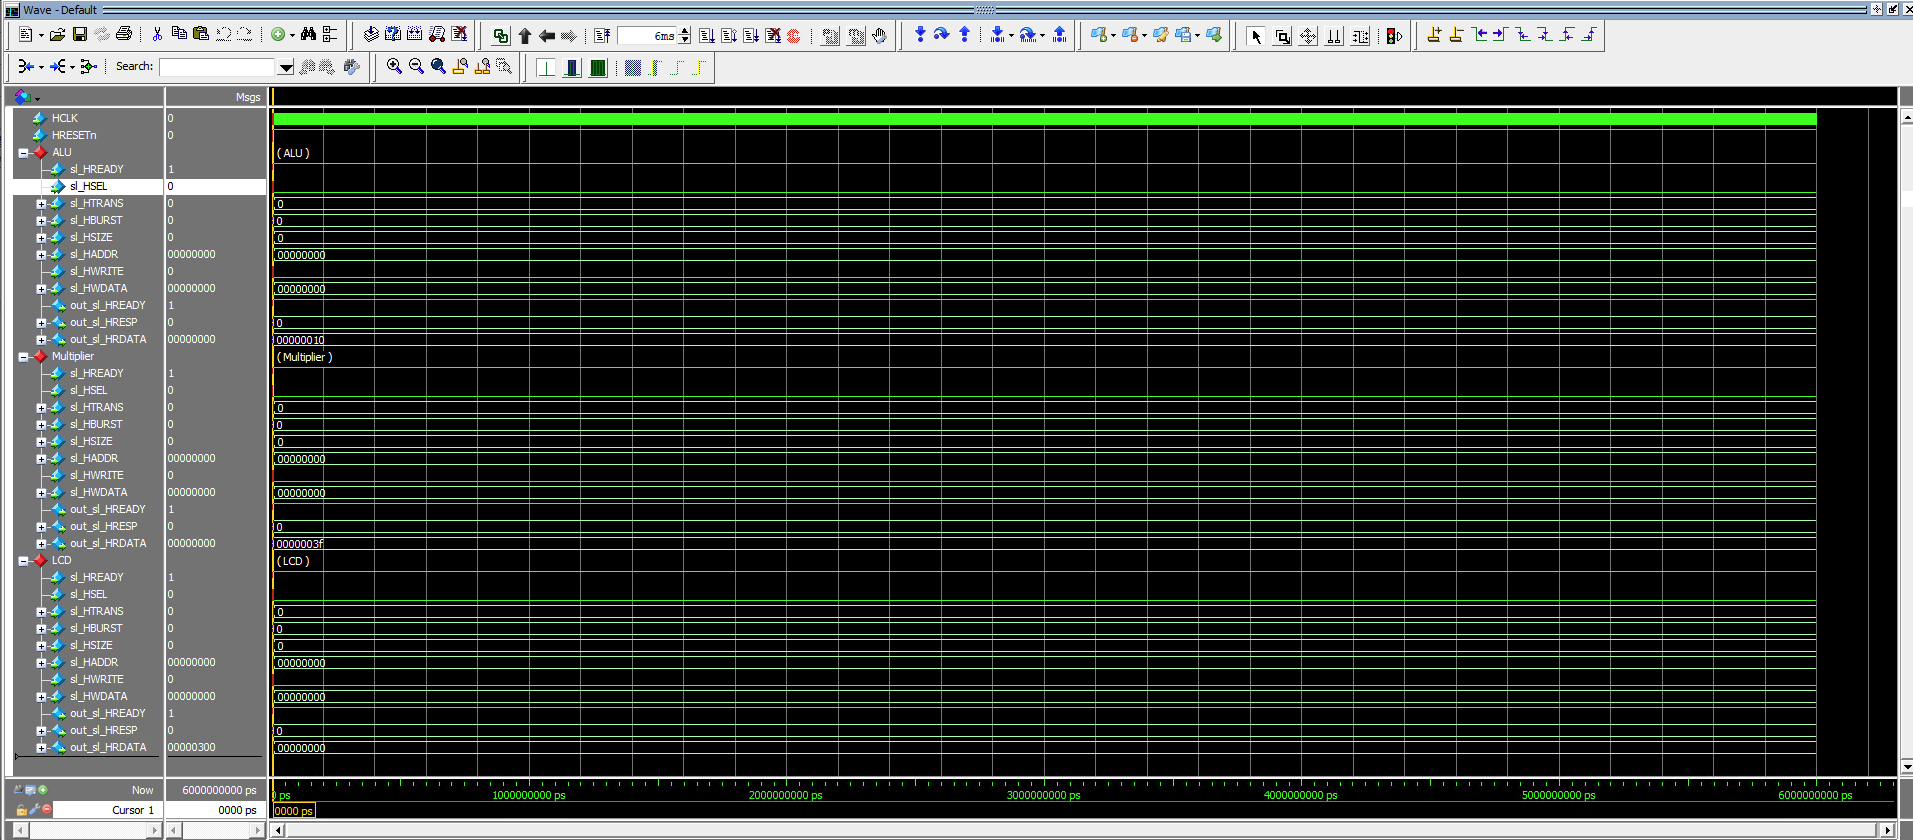 Wave - Default
6ms
Search:
Msgs
HCLK 0
HRESETn 0
ALU ( ALU )
sl_HREADY 1
sl_HSEL 0
sl_HTRANS 0 0
sl_HBURST 0 0
sl_HSIZE 0 0
sl_HADDR 00000000 00000000
sl_HWRITE 0
sl_HWDATA 00000000 00000000
out_sl_HREADY 1
out_sl_HRESP 0 0
out_sl_HRDATA 00000000 00000010
Multiplier ( Multiplier )
sl_HREADY 1
sl_HSEL 0
sl_HTRANS 0 0
sl_HBURST 0 0
sl_HSIZE 0 0
sl_HADDR 00000000 00000000
sl_HWRITE 0
sl_HWDATA 00000000 00000000
out_sl_HREADY 1
out_sl_HRESP 0 0
out_sl_HRDATA 00000000 0000003f
LCD ( LCD )
sl_HREADY 1
sl_HSEL 0
sl_HTRANS 0 0
sl_HBURST 0 0
sl_HSIZE 0 0
sl_HADDR 00000000 00000000
sl_HWRITE 0
sl_HWDATA 00000000 00000000
out_sl_HREADY 1
out_sl_HRESP 0 0
out_sl_HRDATA 00000300 00000000
Now 6000000000 ps 0 ps 1000000000 ps 2000000000 ps 3000000000 ps 4000000000 ps 5000000000 ps 6000000000 ps
Cursor 1 0000 ps 0000 ps